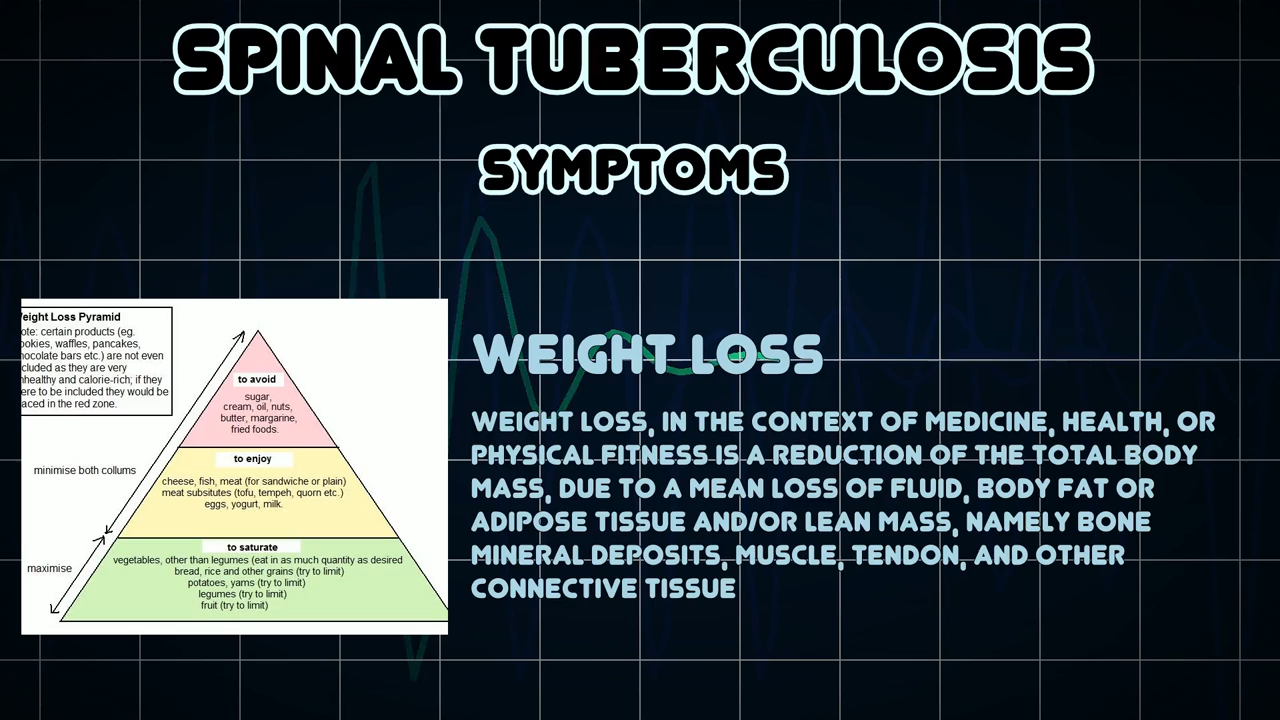 SPINAL TUBERCULOSIS
SYMPTOMS
eight Loss Pyramid
ote: certain products (eg.
ookies, waffles, pancakes,
hocolate bars etc.) are not even
cluded as they are very
nhealthy and calorie-rich; if they
ere to be included they would be
aced in the red zone.
to avoid
sugar,
cream, oil, nuts,
butter, margarine,
fried foods.
to enjoy
cheese, fish, meat (for sandwiche or plain)
meat subsitutes (tofu, tempeh, quorn etc.)
eggs, yogurt, milk.
minimise both collums
to saturate
vegetables, other than legumes (eat in as much quantity as desired
bread, rice and other grains (try to limit)
potatoes, yams (try to limit)
legumes (try to limit)
fruit (try to limit)
maximise
WEIGHT LOSS
WEIGHT LOSS, IN THE CONTEXT OF MEDICINE, HEALTH, OR
PHYSICAL FITNESS IS A REDUCTION OF THE TOTAL BODY
MASS, DUE TO A MEAN LOSS OF FLUID, BODY FAT OR
ADIPOSE TISSUE AND/OR LEAN MASS, NAMELY BONE
MINERAL DEPOSITS, MUSCLE, TENDON, AND OTHER
CONNECTIVE TISSUE